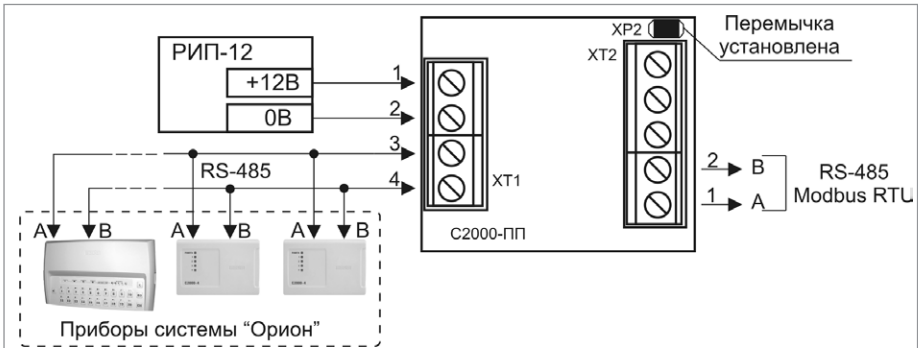 РИП-12
+12В
0В
1
2
3
4
RS-485
XT1
С2000-ПП
XP2
XT2
Перемычка
установлена
2
B
1
A
RS-485
Modbus RTU
A
B
A
B
A
B
Приборы системы “Орион”